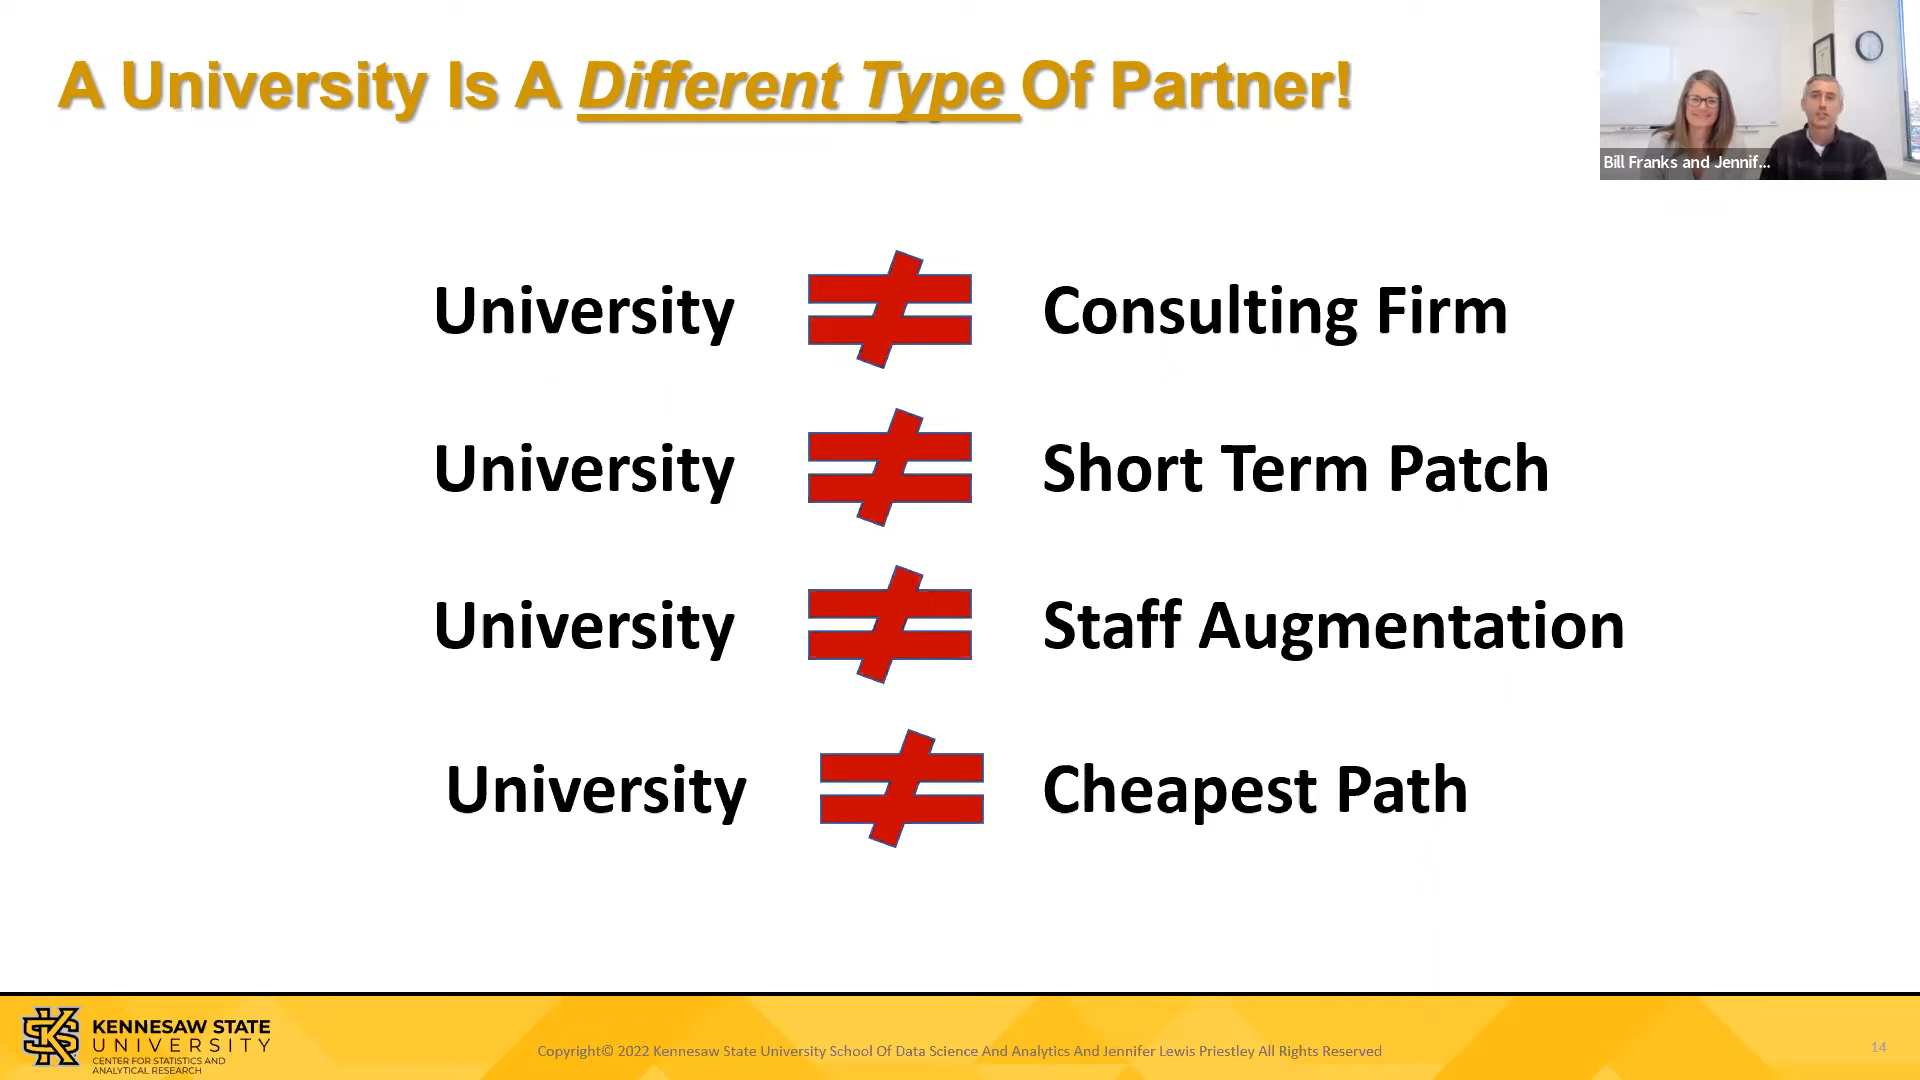 A University Is A Different Type Of Partner!
Bill Franks and Jennif...
University ≠ Consulting Firm
University ≠ Short Term Patch
University ≠ Staff Augmentation
University ≠ Cheapest Path
KENNESAW STATE
UNIVERSITY
CENTER FOR STATISTICS AND
ANALYTICAL RESEARCH
Copyright© 2022 Kennesaw State University School Of Data Science And Analytics And Jennifer Lewis Priestley All Rights Reserved
14